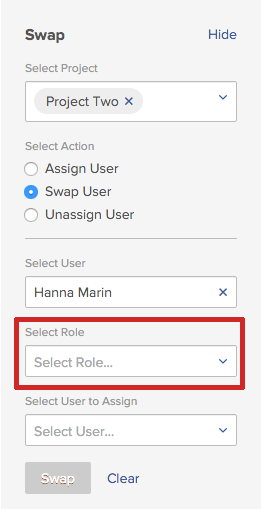 Swap Hide
Select Project
Project Two ×
Select Action
Assign User
Swap User
Unassign User
Select User
Hanna Marin ×
Select Role
Select Role...
Select User to Assign
Select User...
Swap Clear